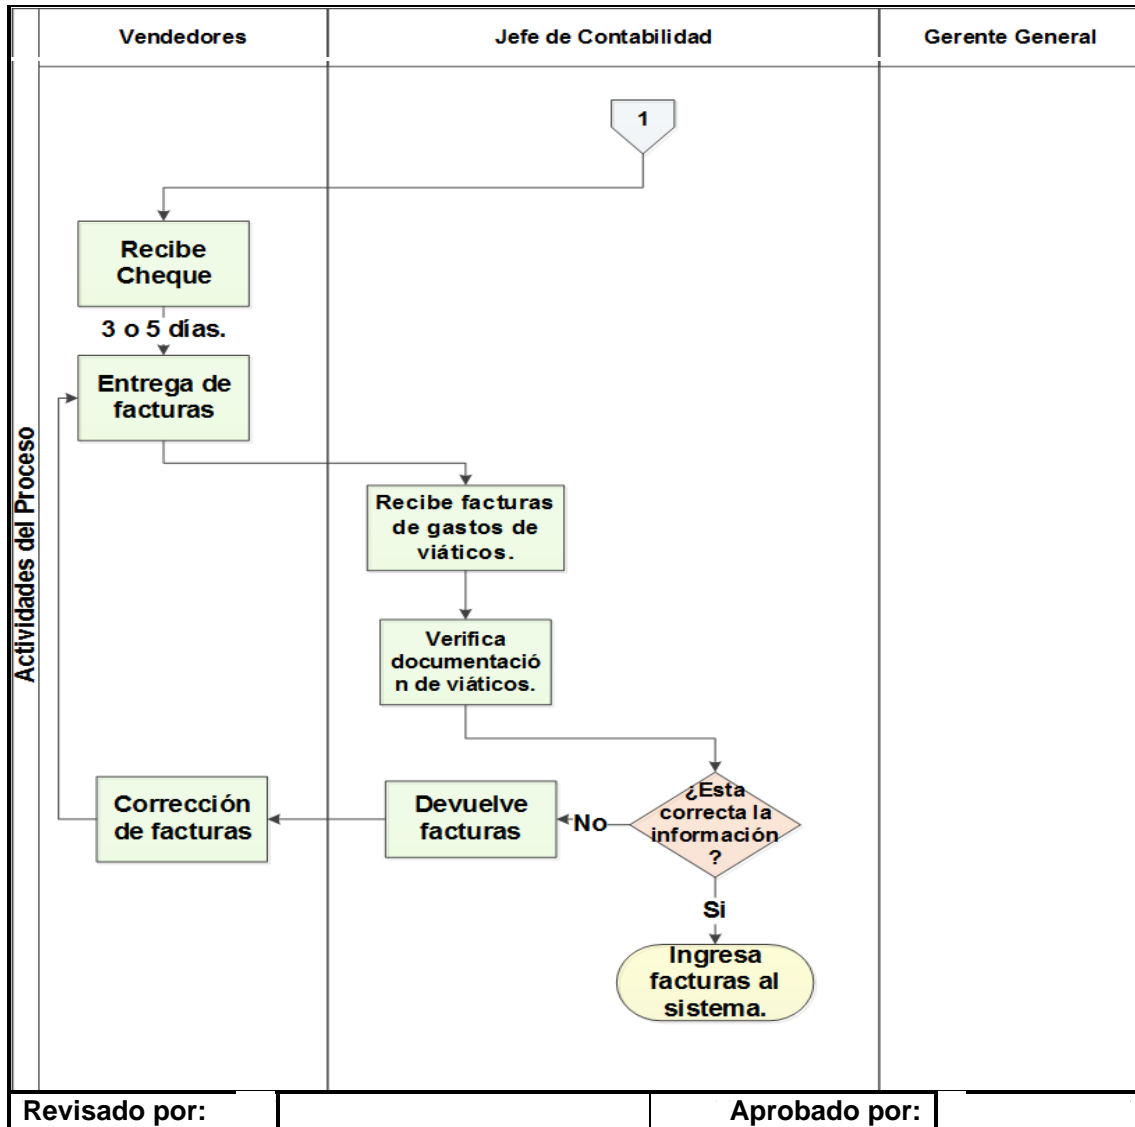 Vendedores
Jefe de Contabilidad
Gerente General
Actividades del Proceso
1
Recibe
Cheque
3 o 5 días.
Entrega de
facturas
Recibe facturas
de gastos de
viáticos.
Verifica
documentació
n de viáticos.
¿Esta
correcta la
información
?
No
Devuelve
facturas
Corrección
de facturas
Si
Ingresa
facturas al
sistema.
Revisado por:
Aprobado por: